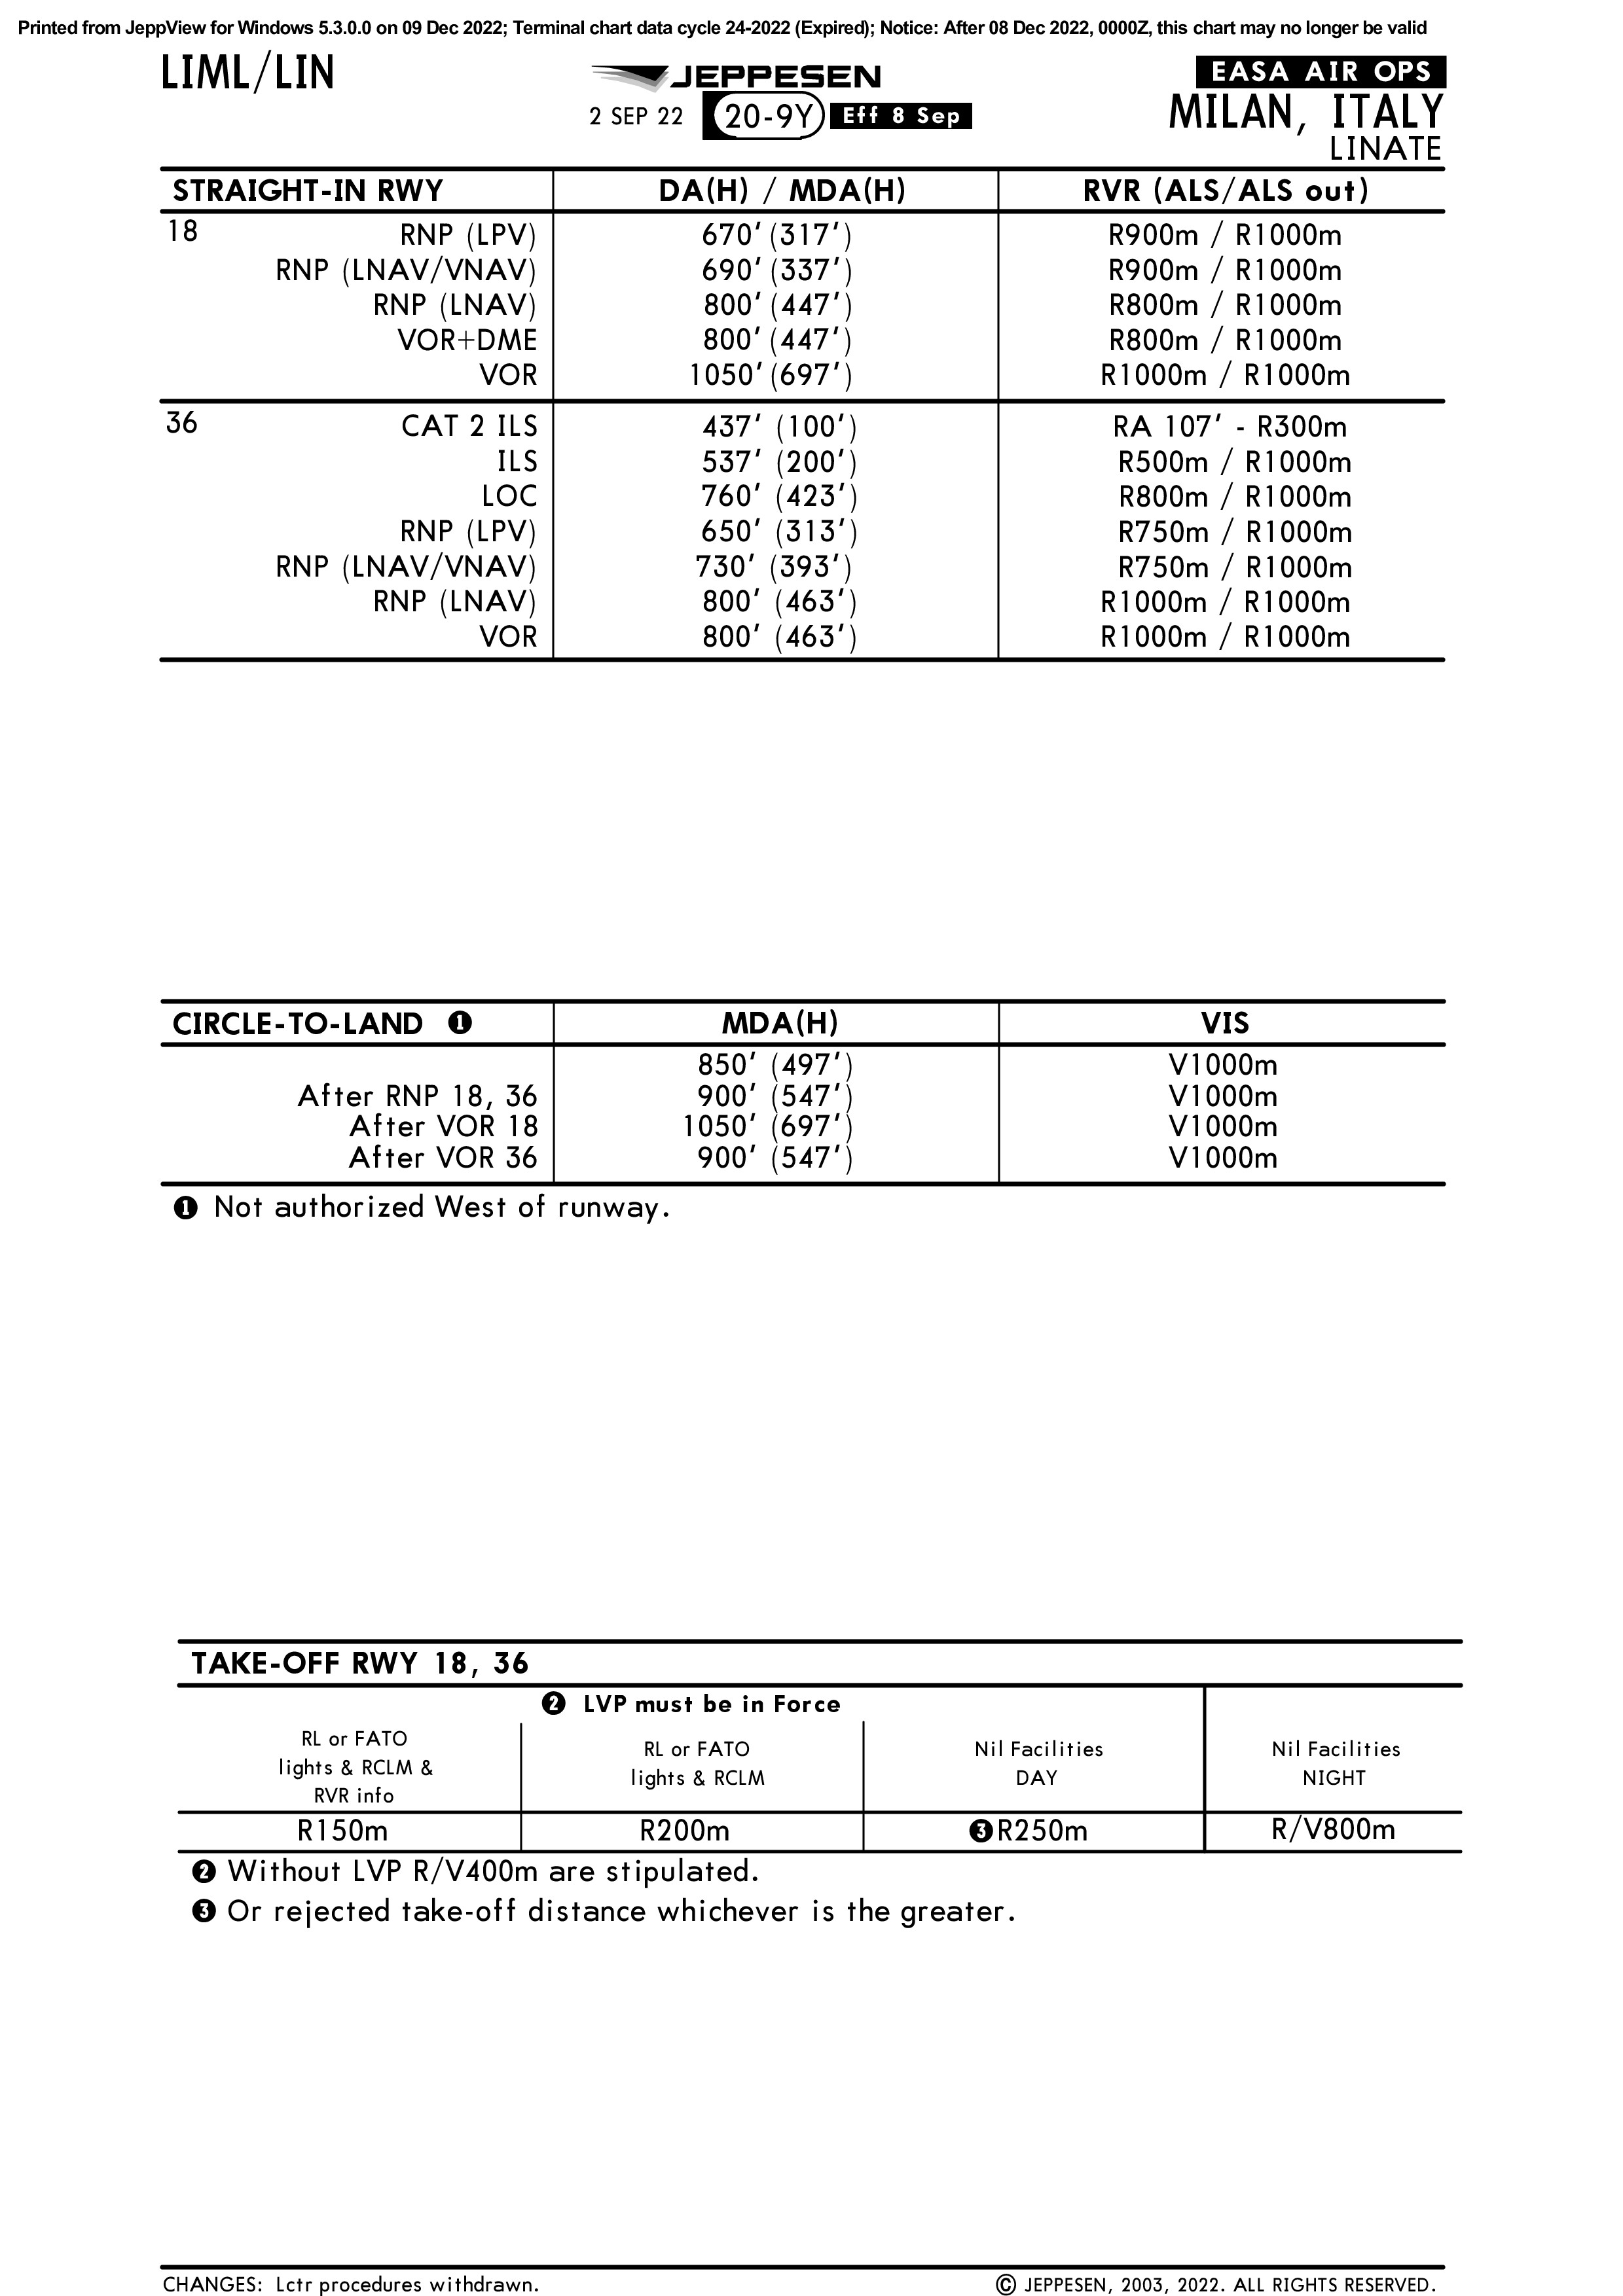 Printed from JeppView for Windows 5.3.0.0 on 09 Dec 2022; Terminal chart data cycle 24-2022 (Expired); Notice: After 08 Dec 2022, 0000Z, this chart may no longer be valid
LIML/LIN
JEPPESEN
EASA AIR OPS
2 SEP 22 20-9Y Eff 8 Sep
MILAN, ITALY
LINATE
STRAIGHT-IN RWY DA(H) / MDA(H) RVR (ALS/ALS out)
18 RNP (LPV) 670' (317') R900m / R1000m
RNP (LNAV/VNAV) 690' (337') R900m / R1000m
RNP (LNAV) 800' (447') R800m / R1000m
VOR+DME 800' (447') R800m / R1000m
VOR 1050' (697') R1000m / R1000m
36 CAT 2 ILS 437' (100') RA 107' - R300m
ILS 537' (200') R500m / R1000m
LOC 760' (423') R800m / R1000m
RNP (LPV) 650' (313') R750m / R1000m
RNP (LNAV/VNAV) 730' (393') R750m / R1000m
RNP (LNAV) 800' (463') R1000m / R1000m
VOR 800' (463') R1000m / R1000m
CIRCLE-TO-LAND ❶ MDA(H) VIS
850' (497') V1000m
After RNP 18, 36 900' (547') V1000m
After VOR 18 1050' (697') V1000m
After VOR 36 900' (547') V1000m
❶ Not authorized West of runway.
TAKE-OFF RWY 18, 36
❷ LVP must be in Force
RL or FATO
lights & RCLM &
RVR info
RL or FATO
lights & RCLM
Nil Facilities
DAY
Nil Facilities
NIGHT
R150m R200m ❸R250m R/V800m
❷ Without LVP R/V400m are stipulated.
❸ Or rejected take-off distance whichever is the greater.
CHANGES: Lctr procedures withdrawn. © JEPPESEN, 2003, 2022. ALL RIGHTS RESERVED.